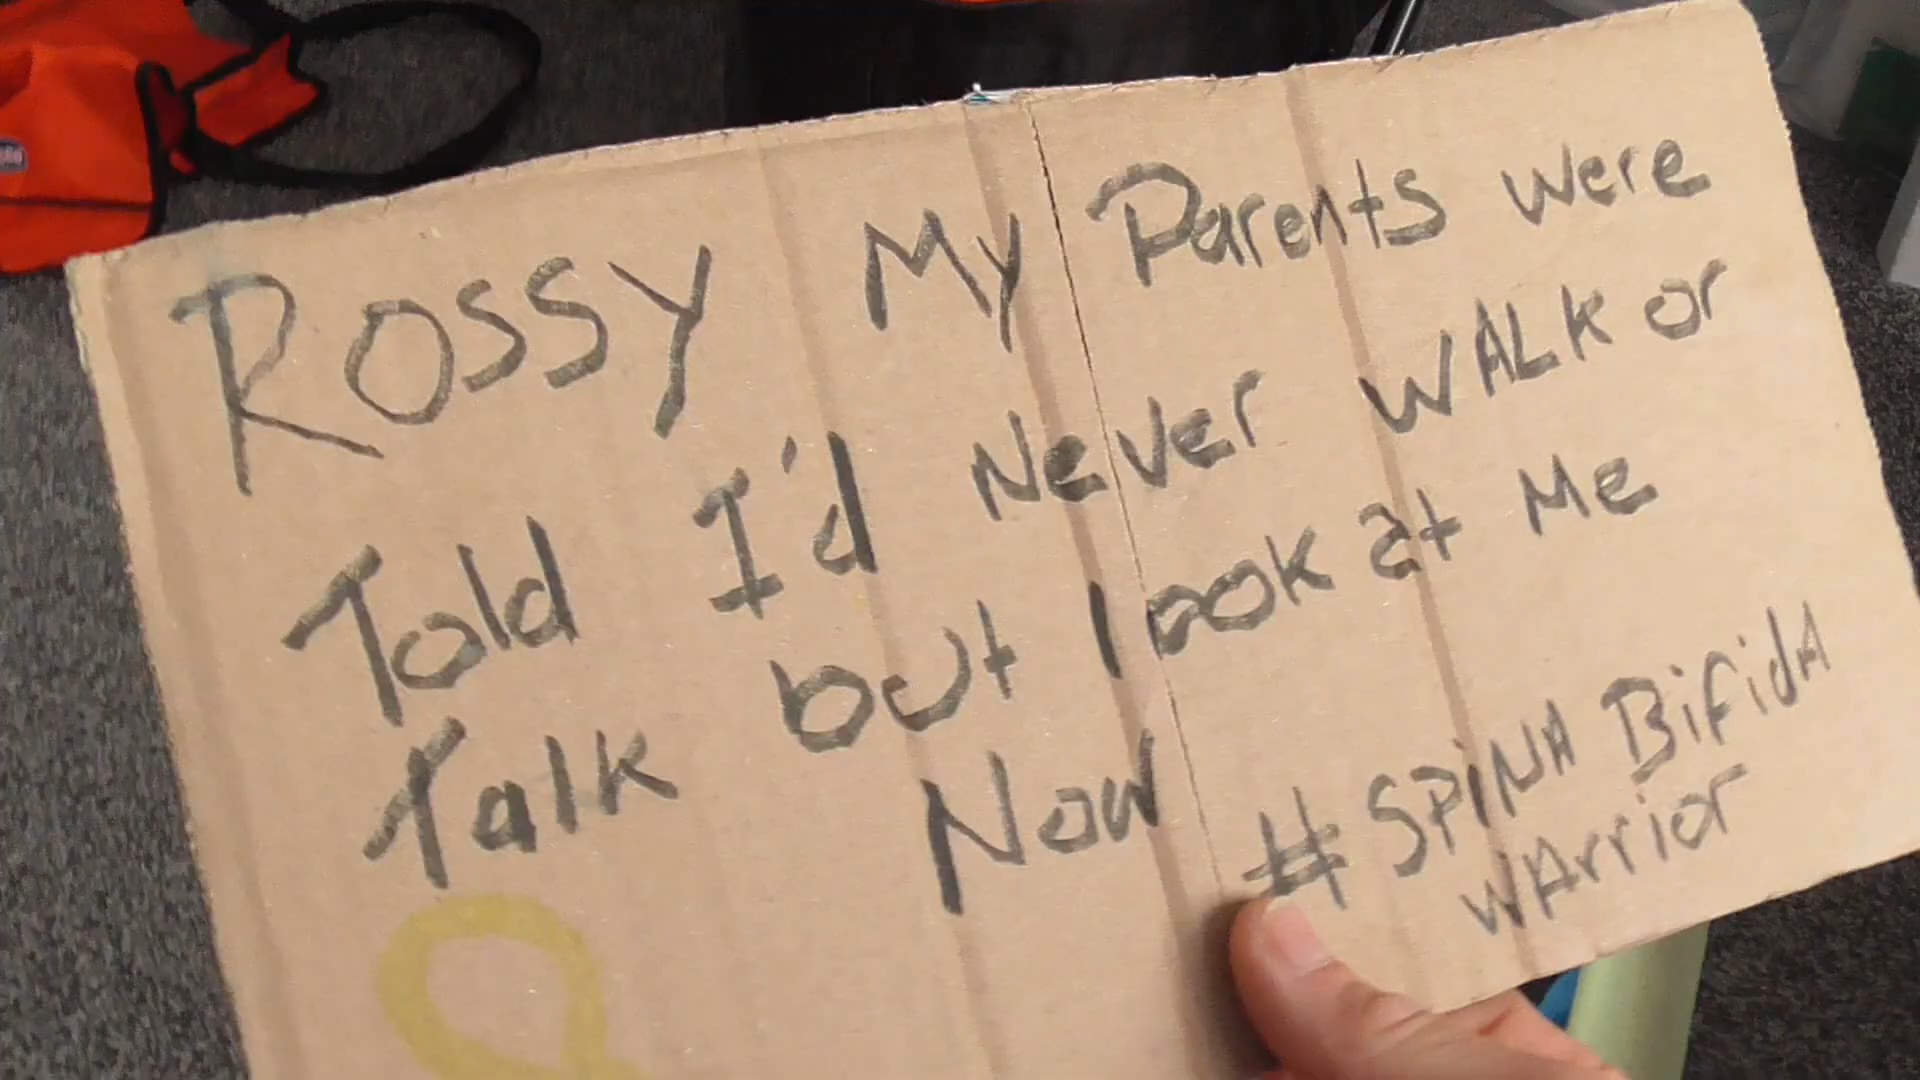 ROSSY My Parents were
Told I'd Never WALK or
Talk but look at Me
Now #SPINA BifidA
WArrior